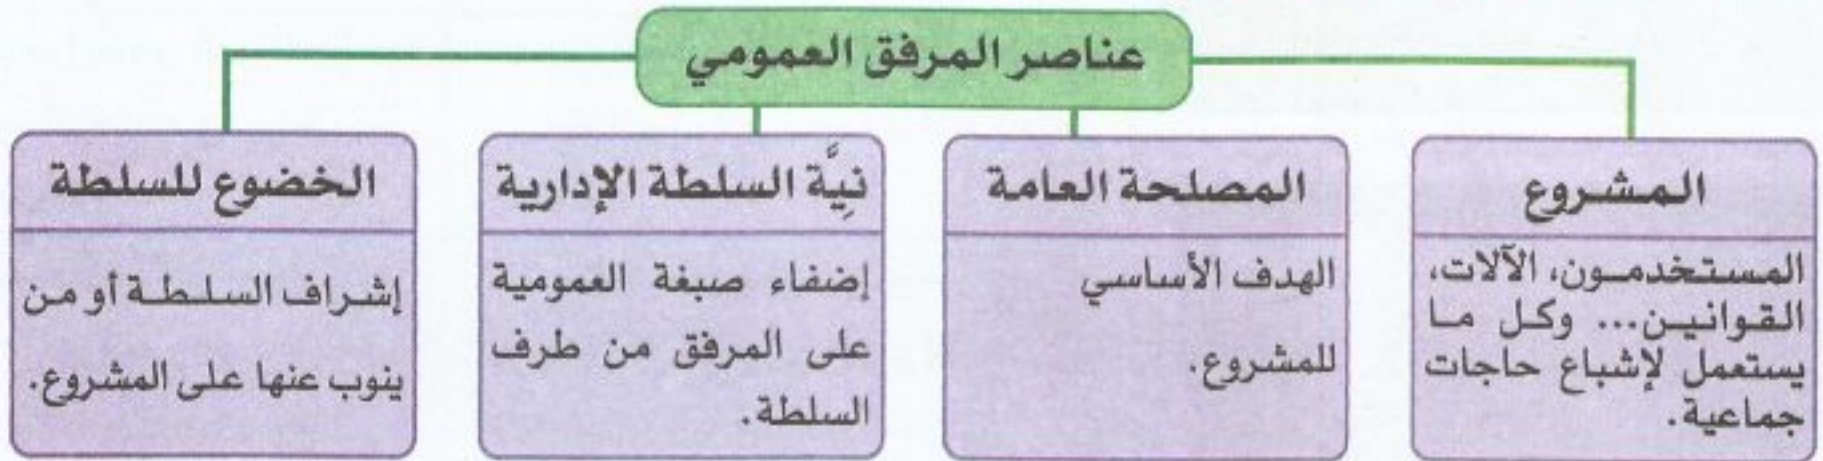 عناصر المرفق العمومي
المشروع
المستخدمون، الآلات،
القوانين... وكل ما
يستعمل لإشباع حاجات
جماعية.
المصلحة العامة
الهدف الأساسي
للمشروع.
نِيَّة السلطة الإدارية
إضفاء صبغة العمومية
على المرفق من طرف
السلطة.
الخضوع للسلطة
إشراف السلطة أو من
ينوب عنها على المشروع.